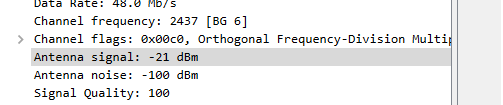 Data Rate: 48.0 Mb/s
Channel frequency: 2437 [BG 6]
Channel flags: 0x00c0, Orthogonal Frequency-Division
Antenna signal: -21 dBm
Antenna noise: -100 dBm
Signal Quality: 100